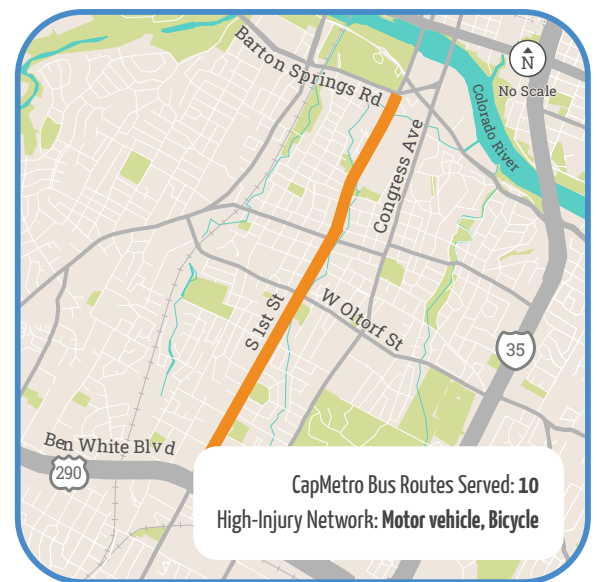 Barton Springs Rd
N
No Scale
Colorado River
Congress Ave
S 1st St
W Oltorf St
35
Ben White Blvd
290
CapMetro Bus Routes Served: 10
High-Injury Network: Motor vehicle, Bicycle